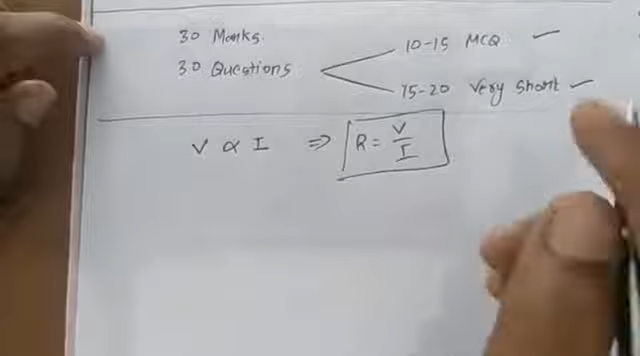 30 Marks.
30 Questions
10-15 MCQ
15-20 Very Short
V ∝ I ⇒ R = V/I